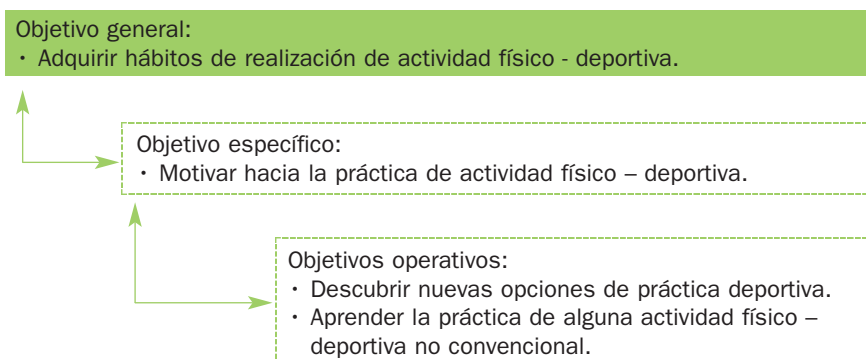 Objetivo general:
· Adquirir hábitos de realización de actividad físico - deportiva.
Objetivo específico:
· Motivar hacia la práctica de actividad físico – deportiva.
Objetivos operativos:
· Descubrir nuevas opciones de práctica deportiva.
· Aprender la práctica de alguna actividad físico –
deportiva no convencional.